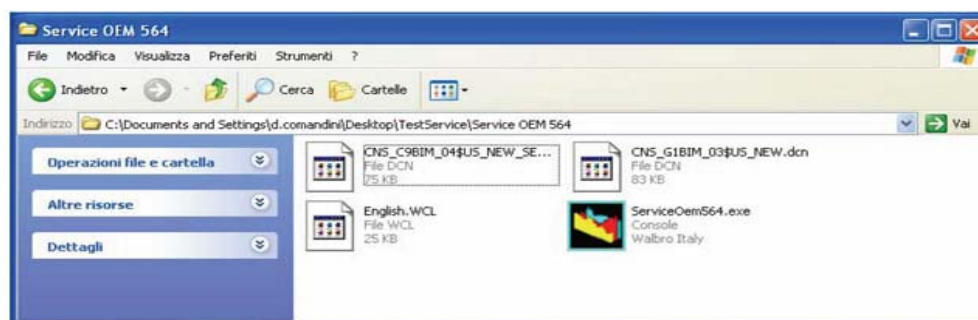 Service OEM 564
File Modifica Visualizza Preferiti Strumenti ?
Indietro Cerca Cartelle
Indirizzo C:\Documents and Settings\d.comandini\Desktop\TestService\Service OEM 564 Vai
Operazioni file e cartella
Altre risorse
Dettagli
CNS_C9BIM_04$US_NEW_SE...
File DCN
75 KB
CNS_G1BIM_03$US_NEW.dcn
File DCN
83 KB
English.WCL
File WCL
25 KB
ServiceOem564.exe
Console
Walbro Italy